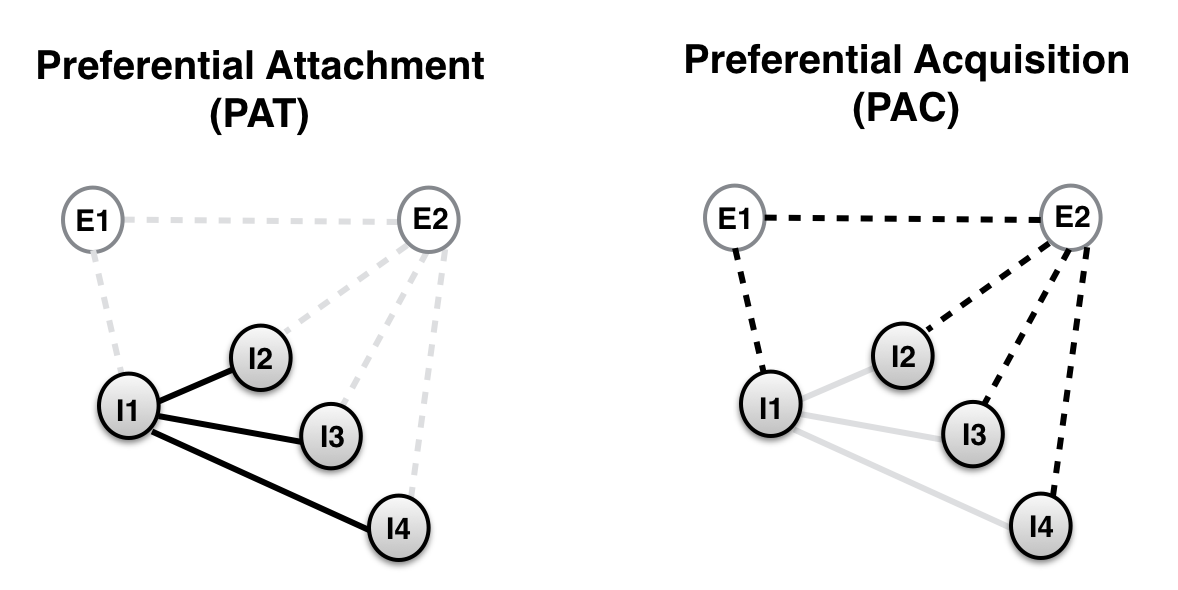 Preferential Attachment
(PAT)
E1
E2
I2
I1
I3
I4
Preferential Acquisition
(PAC)
E1
E2
I2
I1
I3
I4